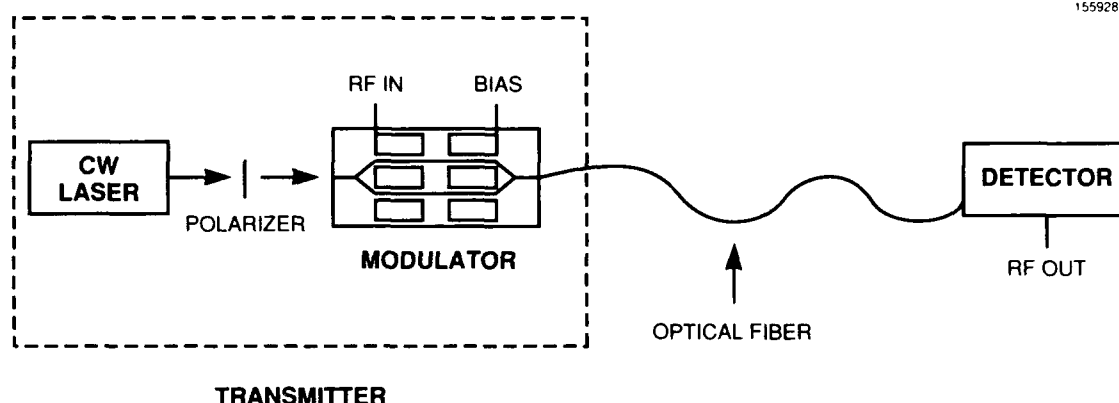 155928
RF IN
BIAS
CW
LASER
POLARIZER
MODULATOR
DETECTOR
RF OUT
OPTICAL FIBER
TRANSMITTER